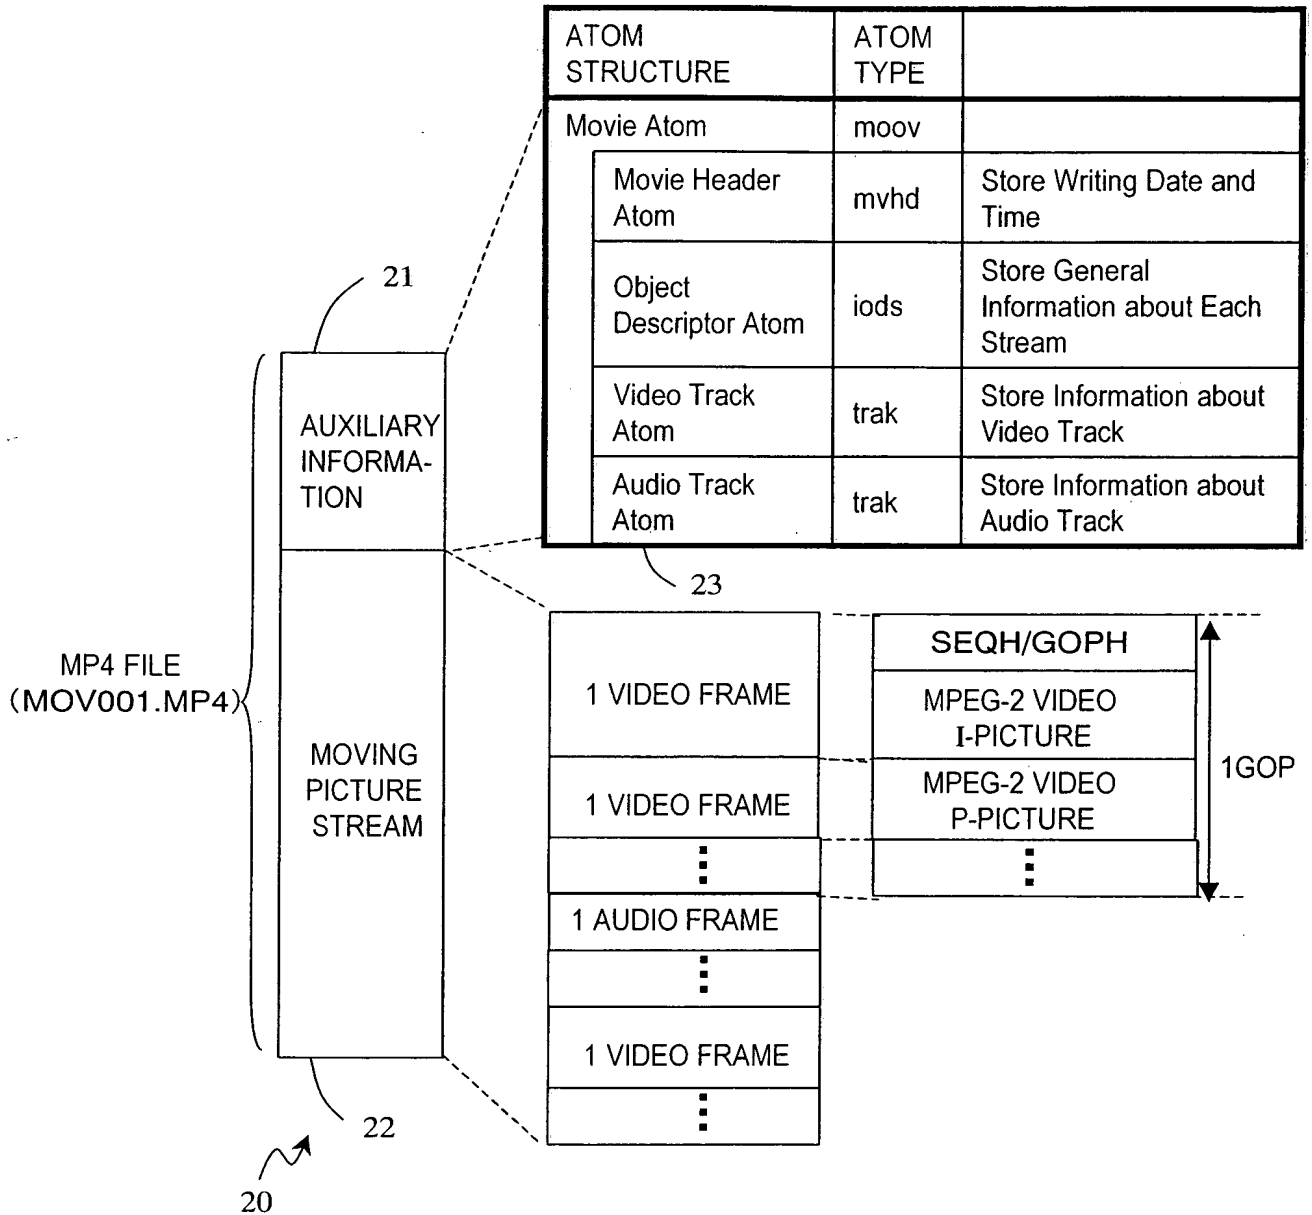 ATOM
STRUCTURE
ATOM
TYPE
Movie Atom
moov
Movie Header
Atom
mvhd
Store Writing Date and
Time
Object
Descriptor Atom
iods
Store General
Information about Each
Stream
Video Track
Atom
trak
Store Information about
Video Track
Audio Track
Atom
trak
Store Information about
Audio Track
21
23
AUXILIARY
INFORMA-
TION
MP4 FILE
(MOV001.MP4)
MOVING
PICTURE
STREAM
1 VIDEO FRAME
1 VIDEO FRAME
1 AUDIO FRAME
1 VIDEO FRAME
SEQH/GOPH
MPEG-2 VIDEO
I-PICTURE
MPEG-2 VIDEO
P-PICTURE
1GOP
22
20